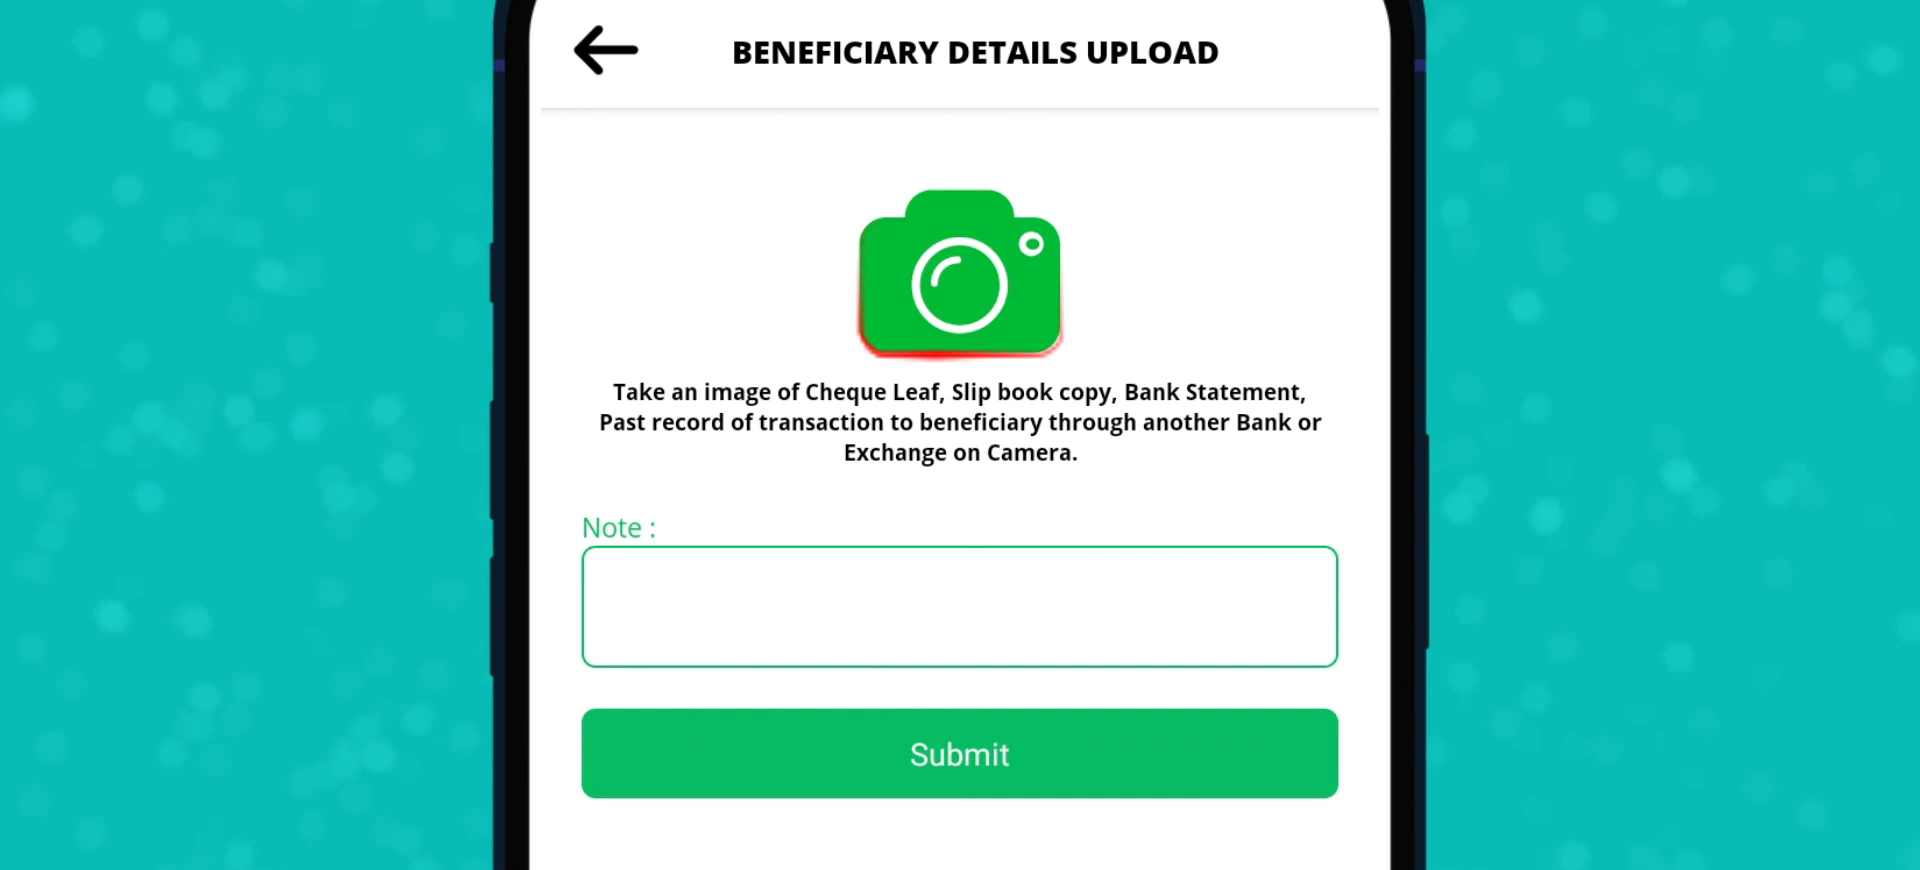 BENEFICIARY DETAILS UPLOAD
Take an image of Cheque Leaf, Slip book copy, Bank Statement,
Past record of transaction to beneficiary through another Bank or
Exchange on Camera.
Note :
Submit